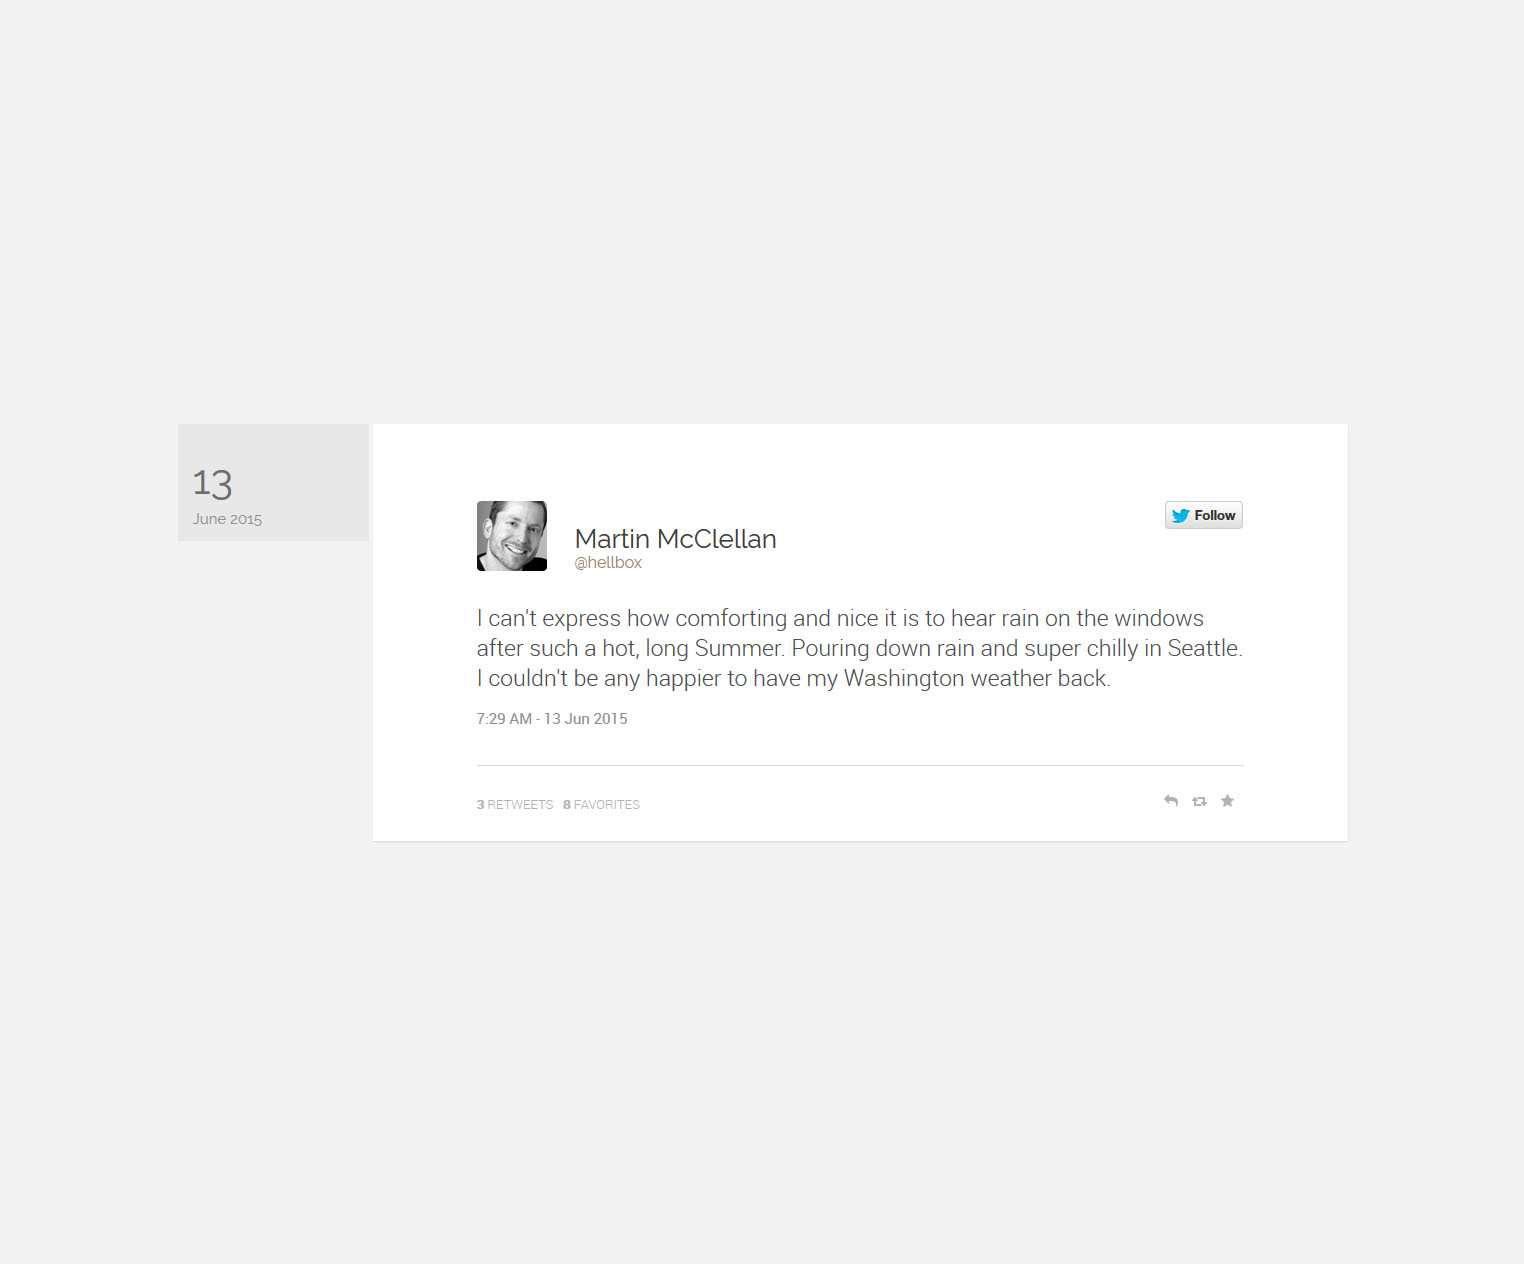 13
June 2015
Martin McClellan
@hellbox
Follow
I can't express how comforting and nice it is to hear rain on the windows
after such a hot, long Summer. Pouring down rain and super chilly in Seattle.
I couldn't be any happier to have my Washington weather back.
7:29 AM - 13 Jun 2015
3 RETWEETS 8 FAVORITES